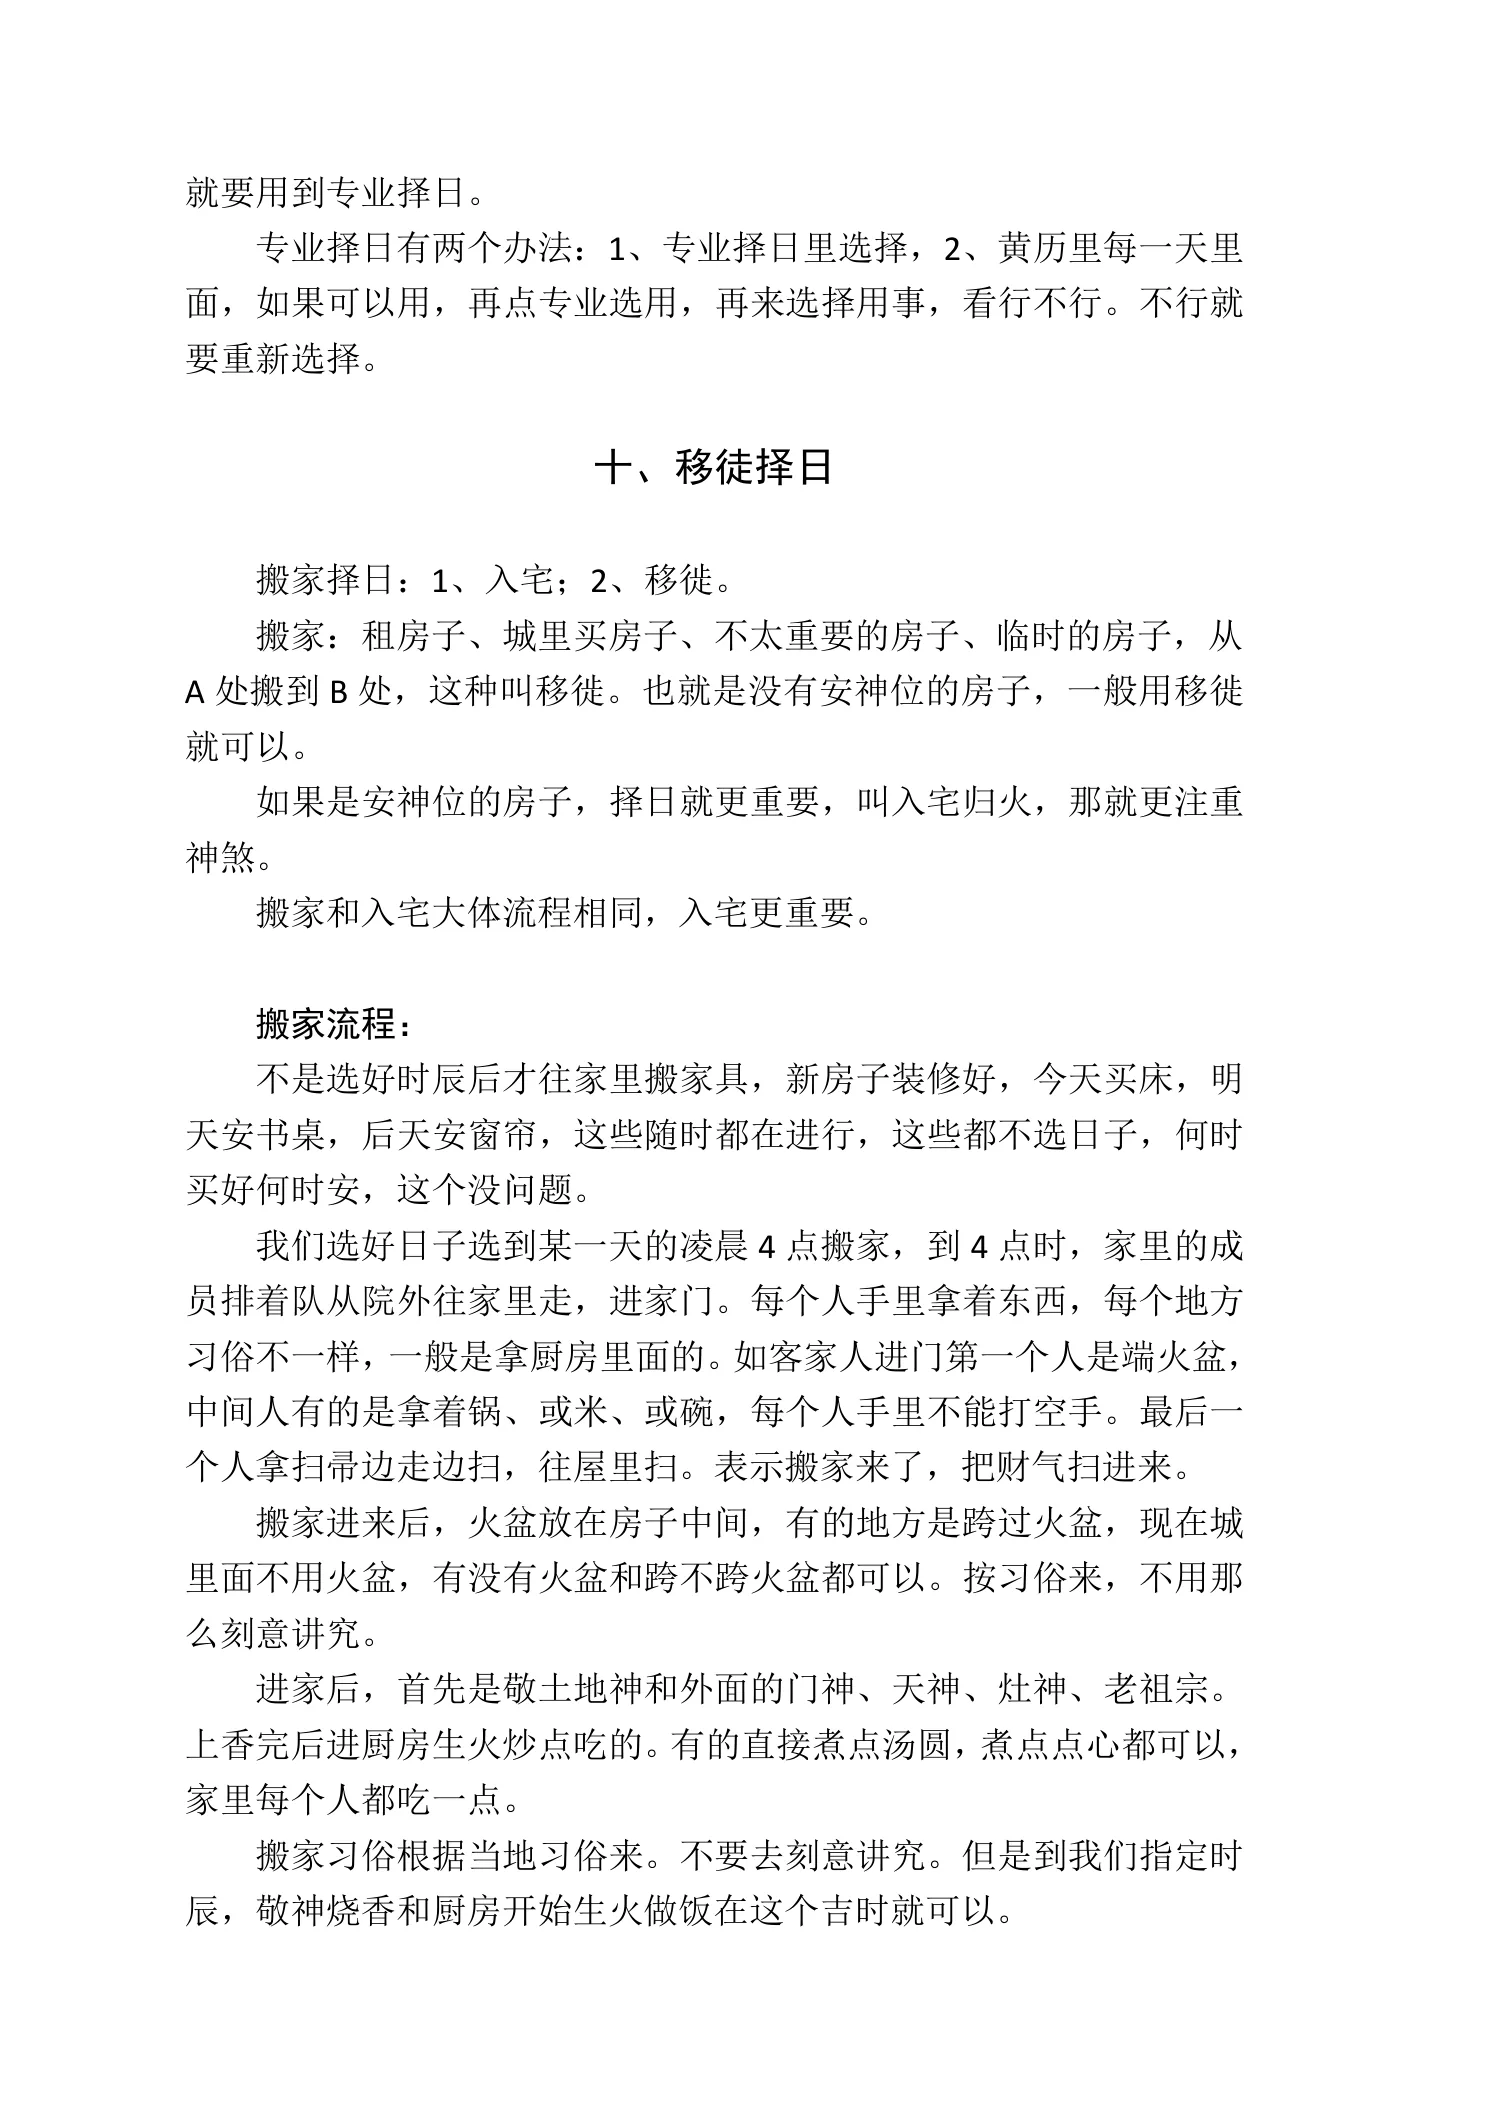 就要用到专业择日。
专业择日有两个办法：1、专业择日里选择，2、黄历里每一天里
面，如果可以用，再点专业选用，再来选择用事，看行不行。不行就
要重新选择。
十、移徒择日
搬家择日：1、入宅；2、移徙。
搬家：租房子、城里买房子、不太重要的房子、临时的房子，从
A 处搬到 B 处，这种叫移徙。也就是没有安神位的房子，一般用移徙
就可以。
如果是安神位的房子，择日就更重要，叫入宅归火，那就更注重
神煞。
搬家和入宅大体流程相同，入宅更重要。
搬家流程：
不是选好时辰后才往家里搬家具，新房子装修好，今天买床，明
天安书桌，后天安窗帘，这些随时都在进行，这些都不选日子，何时
买好何时安，这个没问题。
我们选好日子选到某一天的凌晨 4 点搬家，到 4 点时，家里的成
员排着队从院外往家里走，进家门。每个人手里拿着东西，每个地方
习俗不一样，一般是拿厨房里面的。如客家人进门第一个人是端火盆，
中间人有的是拿着锅、或米、或碗，每个人手里不能打空手。最后一
个人拿扫帚边走边扫，往屋里扫。表示搬家来了，把财气扫进来。
搬家进来后，火盆放在房子中间，有的地方是跨过火盆，现在城
里面不用火盆，有没有火盆和跨不跨火盆都可以。按习俗来，不用那
么刻意讲究。
进家后，首先是敬土地神和外面的门神、天神、灶神、老祖宗。
上香完后进厨房生火炒点吃的。有的直接煮点汤圆，煮点点心都可以，
家里每个人都吃一点。
搬家习俗根据当地习俗来。不要去刻意讲究。但是到我们指定时
辰，敬神烧香和厨房开始生火做饭在这个吉时就可以。